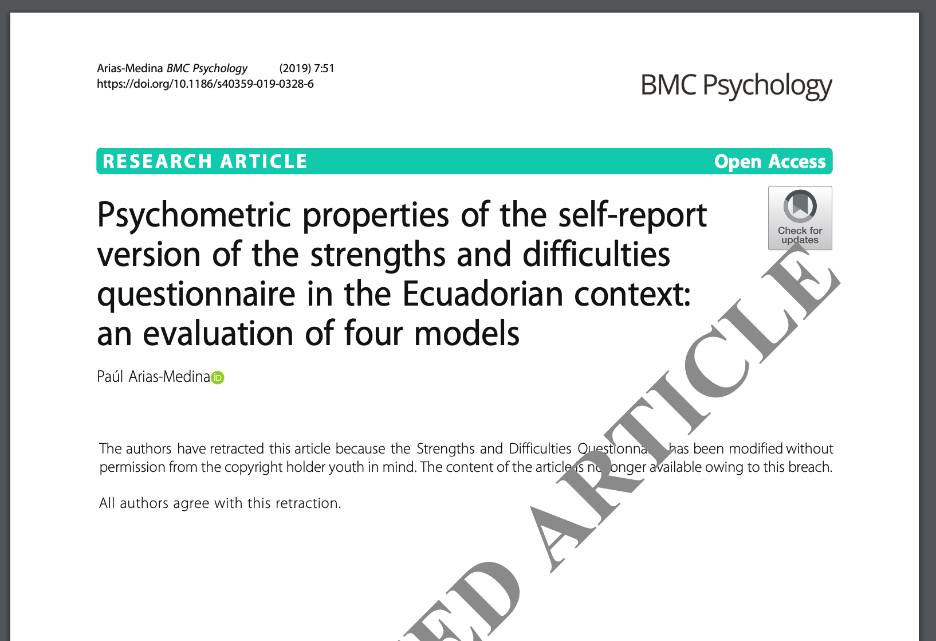 Arias-Medina BMC Psychology (2019) 7:51
https://doi.org/10.1186/s40359-019-0328-6
BMC Psychology
RESEARCH ARTICLE Open Access
Psychometric properties of the self-report
version of the strengths and difficulties
questionnaire in the Ecuadorian context:
an evaluation of four models
Check for
updates
Paúl Arias-Medina iD
The authors have retracted this article because the Strengths and Difficulties Questionnaire has been modified without
permission from the copyright holder youth in mind. The content of the article is no longer available owing to this breach.
All authors agree with this retraction.
ED ARTICLE